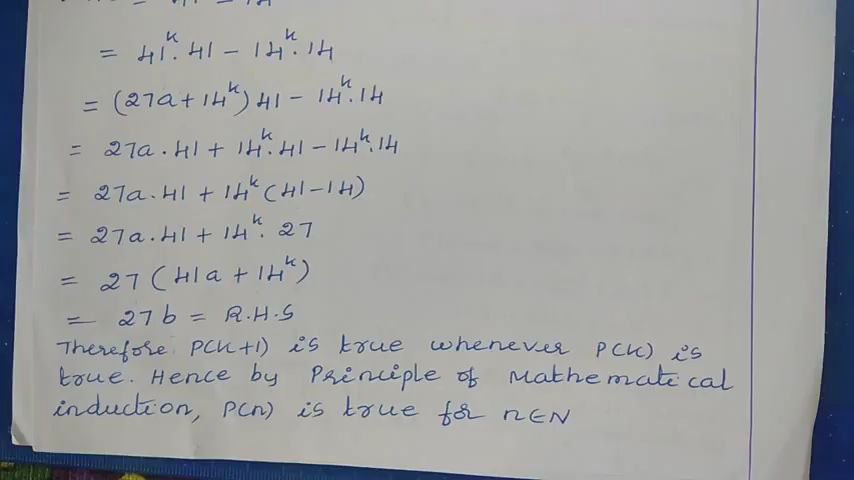 = 41^k. 41 - 14^k. 14
= (27a + 14^k) 41 - 14^k. 14
= 27a . 41 + 14^k. 41 - 14^k. 14
= 27a. 41 + 14^k (41-14)
= 27a. 41 + 14^k. 27
= 27 (41a + 14^k)
= 27 b = R.H.S
Therefore P(k+1) is true whenever P(k) is
true. Hence by Principle of Mathematical
induction, P(n) is true for n∈N